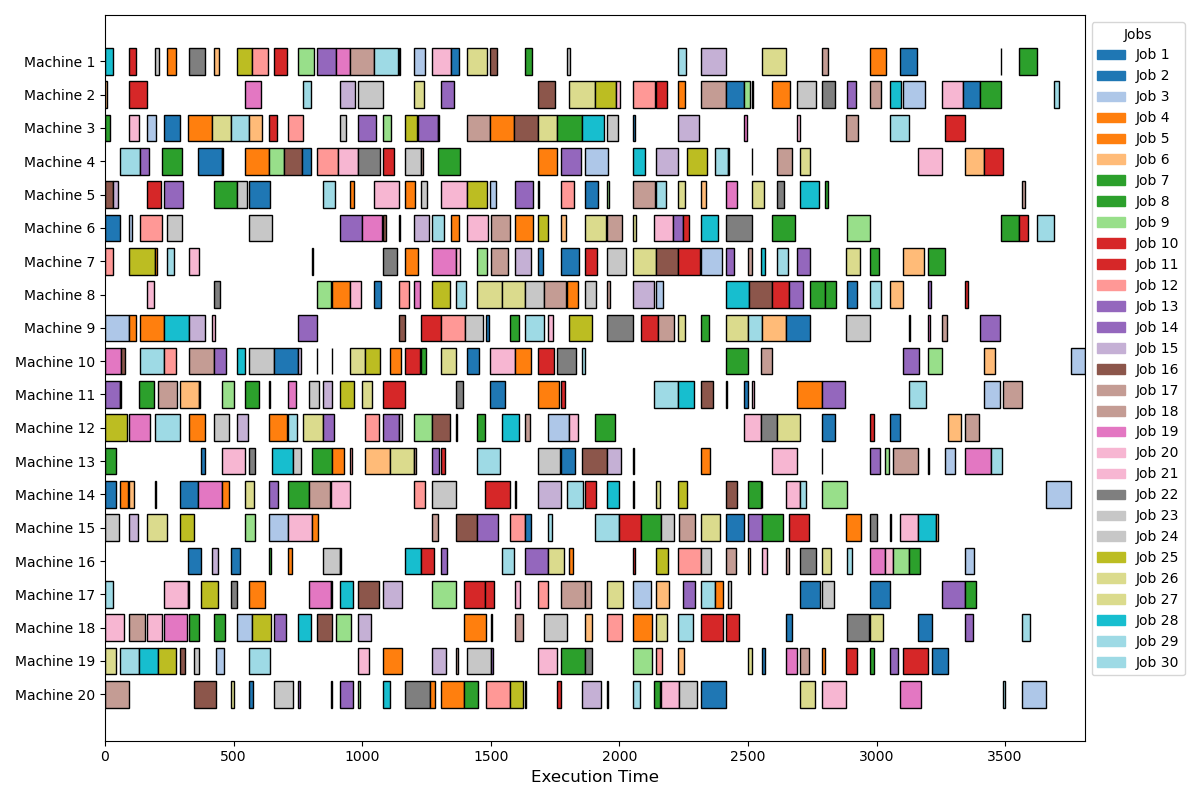 Machine 1
Machine 2
Machine 3
Machine 4
Machine 5
Machine 6
Machine 7
Machine 8
Machine 9
Machine 10
Machine 11
Machine 12
Machine 13
Machine 14
Machine 15
Machine 16
Machine 17
Machine 18
Machine 19
Machine 20
0 500 1000 1500 2000 2500 3000 3500
Execution Time
Jobs
Job 1
Job 2
Job 3
Job 4
Job 5
Job 6
Job 7
Job 8
Job 9
Job 10
Job 11
Job 12
Job 13
Job 14
Job 15
Job 16
Job 17
Job 18
Job 19
Job 20
Job 21
Job 22
Job 23
Job 24
Job 25
Job 26
Job 27
Job 28
Job 29
Job 30